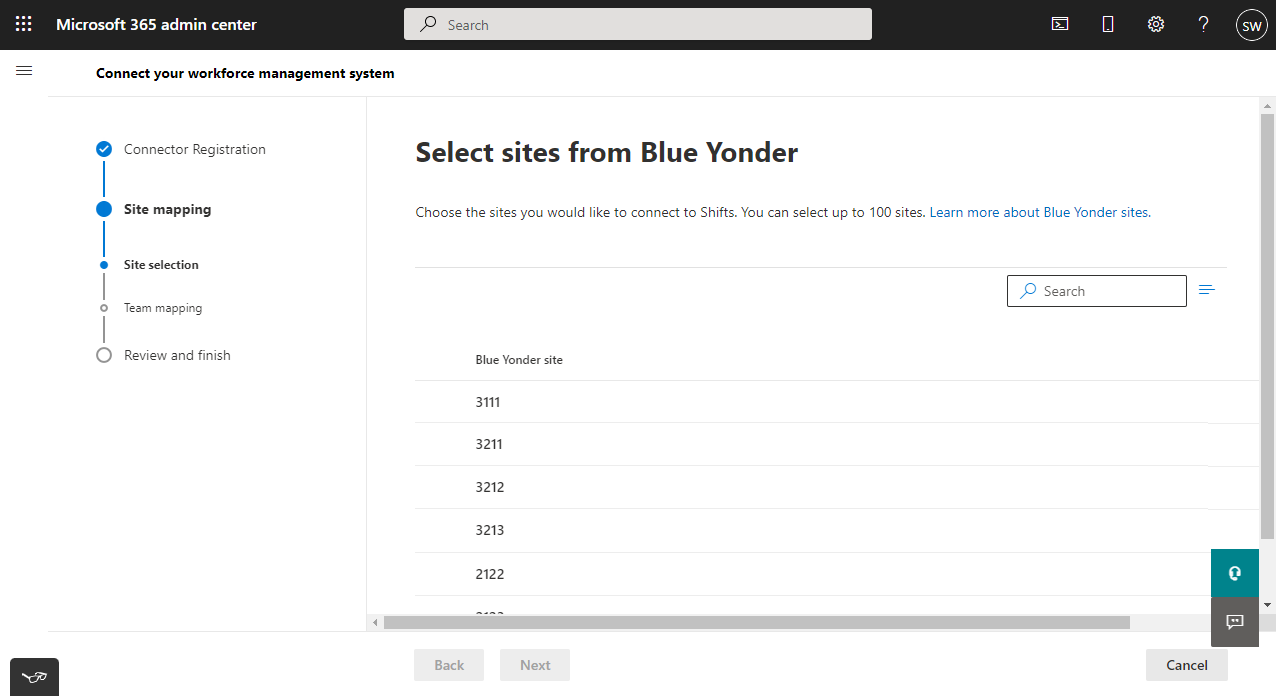 Microsoft 365 admin center
Search
SW
Connect your workforce management system
Connector Registration
Site mapping
Site selection
Team mapping
Review and finish
Select sites from Blue Yonder
Choose the sites you would like to connect to Shifts. You can select up to 100 sites. Learn more about Blue Yonder sites.
Search
Blue Yonder site
3111
3211
3212
3213
2122
Back
Next
Cancel